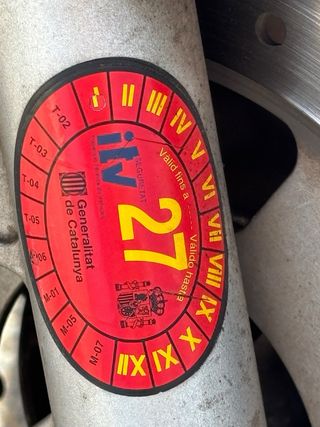 T-02
T-03
T-04
T-05
M-01
M-05
M-07
I
II
III
IV
V
VI
VII
VIII
IX
X
XI
XII
itv
SEGURETAT
Valid fins a ........ Válido hasta
27
Generalitat
de Catalunya